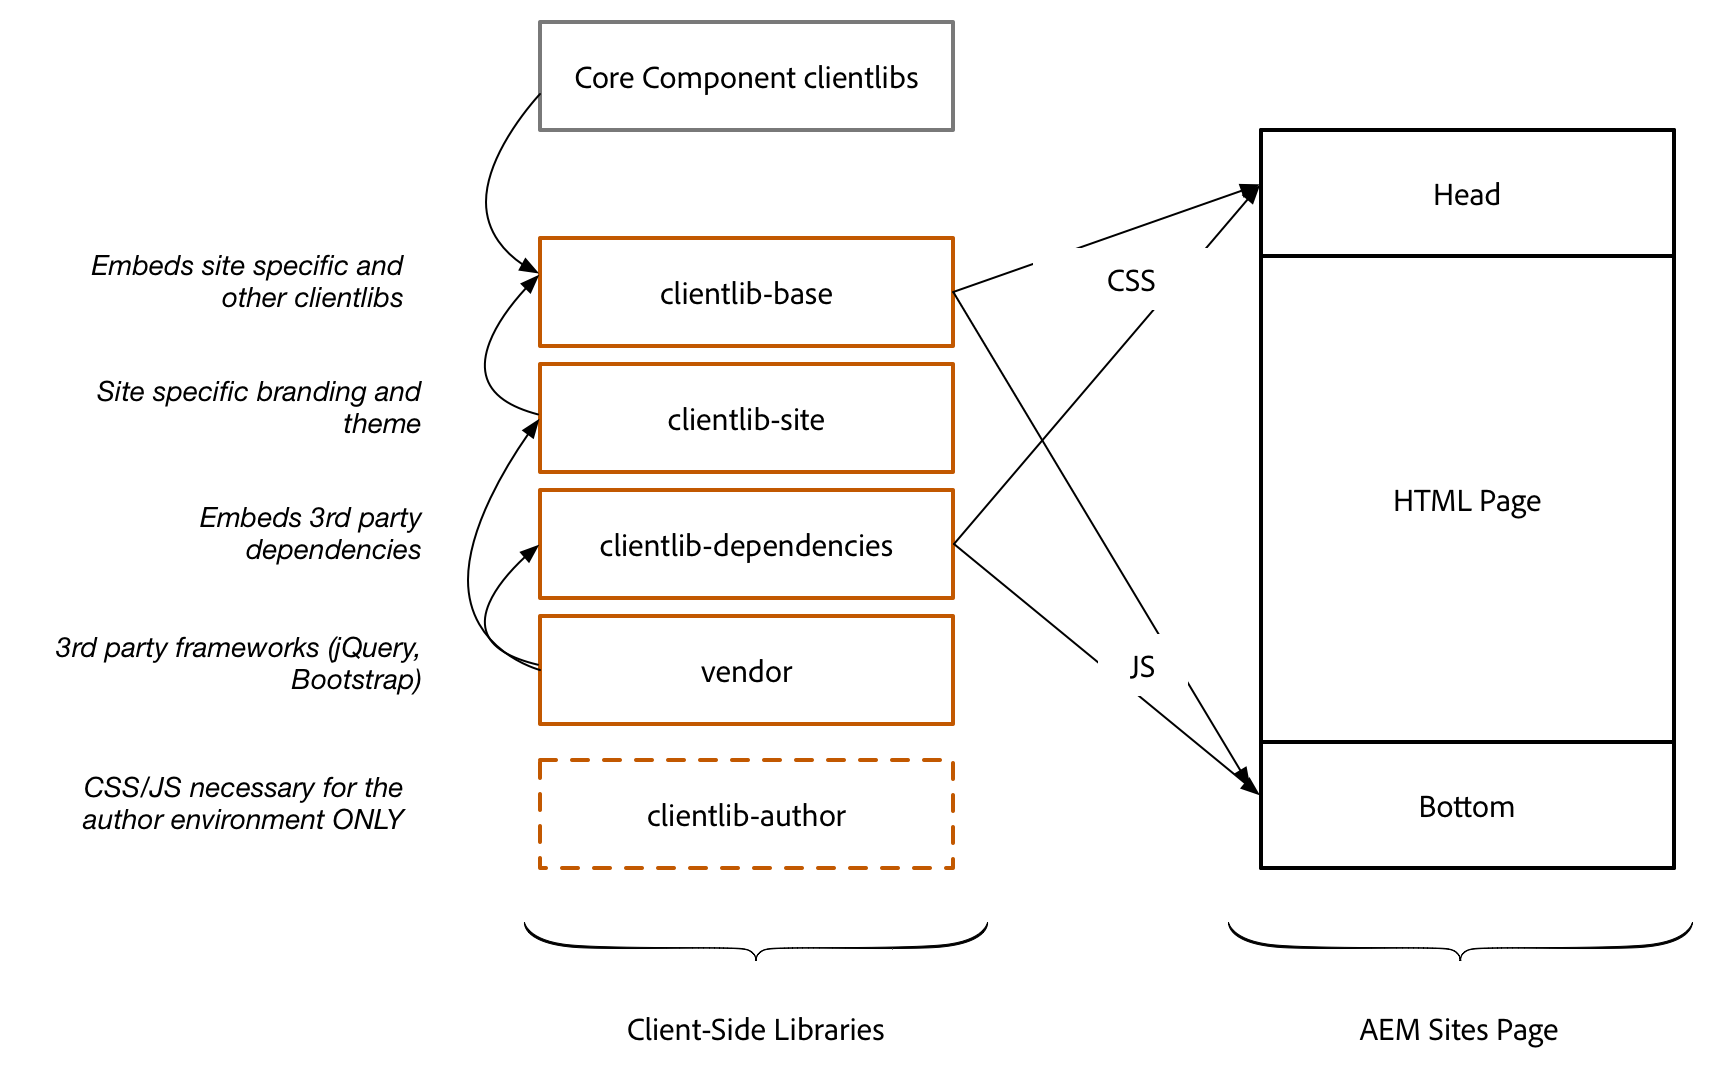 Core Component clientlibs
Embeds site specific and
other clientlibs
clientlib-base
Site specific branding and
theme
clientlib-site
Embeds 3rd party
dependencies
clientlib-dependencies
3rd party frameworks (jQuery,
Bootstrap)
vendor
CSS/JS necessary for the
author environment ONLY
clientlib-author
CSS
JS
Head
HTML Page
Bottom
Client-Side Libraries
AEM Sites Page